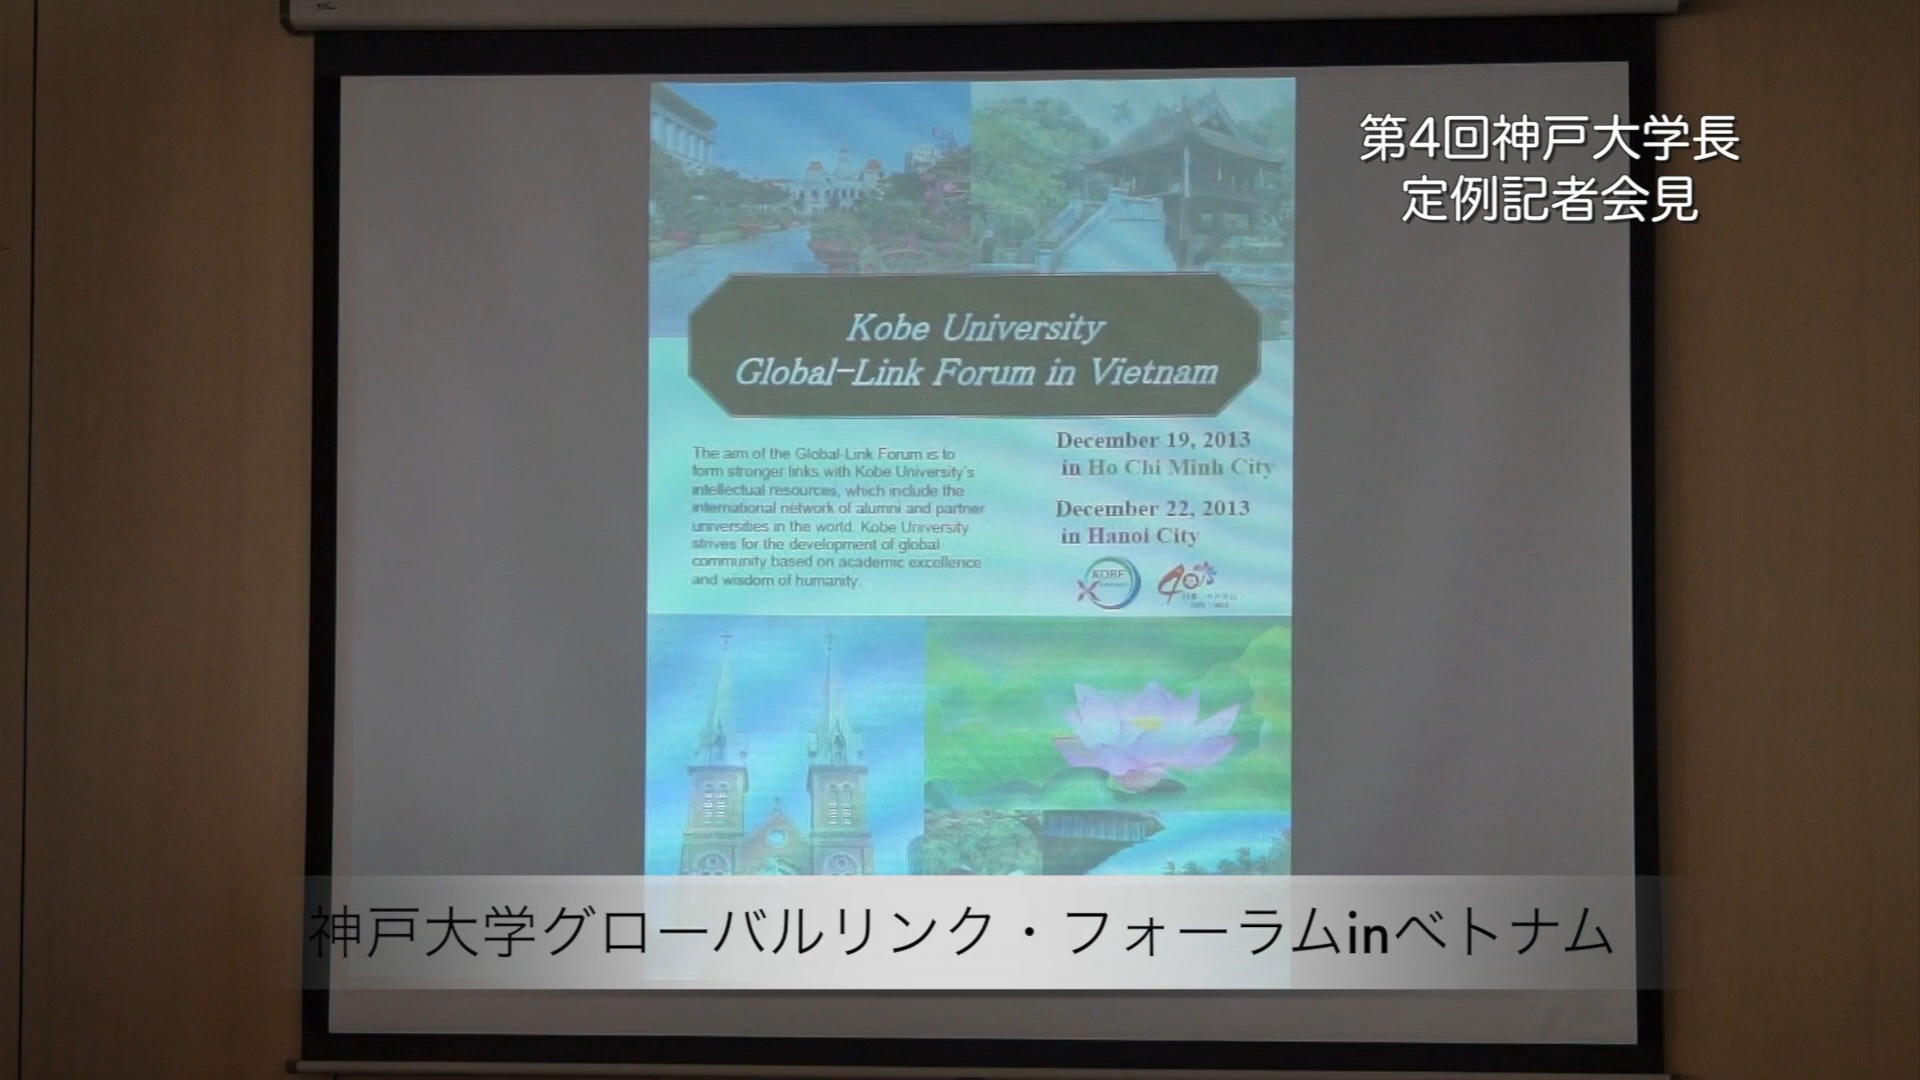 第4回神戸大学長
定例記者会見
Kobe University
Global-Link Forum in Vietnam
The aim of the Global-Link Forum is to
form stronger links with Kobe University's
intellectual resources, which include the
international network of alumni and partner
universities in the world. Kobe University
strives for the development of global
community based on academic excellence
and wisdom of humanity.
December 19, 2013
in Ho Chi Minh City
December 22, 2013
in Hanoi City
KOBE
神戸大学グローバルリンク・フォーラムinベトナム